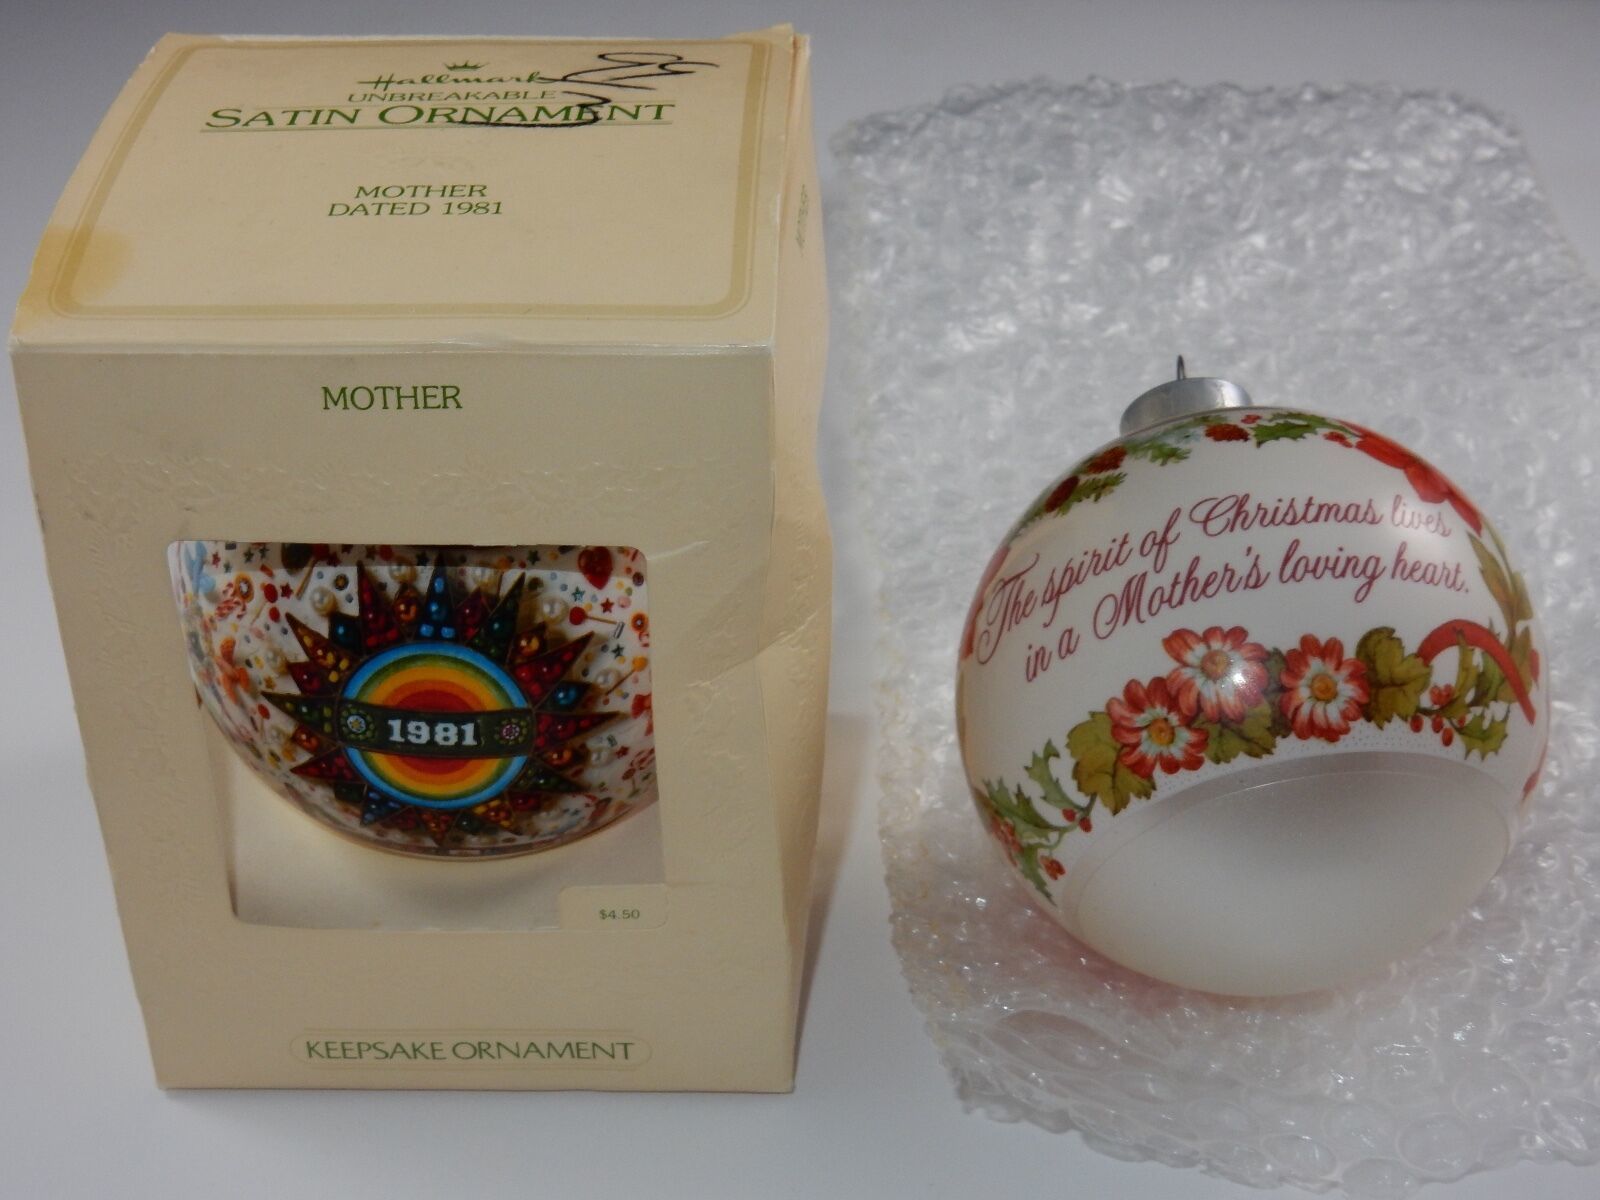 Hallmark
UNBREAKABLE
SATIN ORNAMENT
MOTHER
DATED 1981
MOTHER
1981
$4.50
KEEPSAKE ORNAMENT
The spirit of Christmas lives
in a Mother's loving heart.